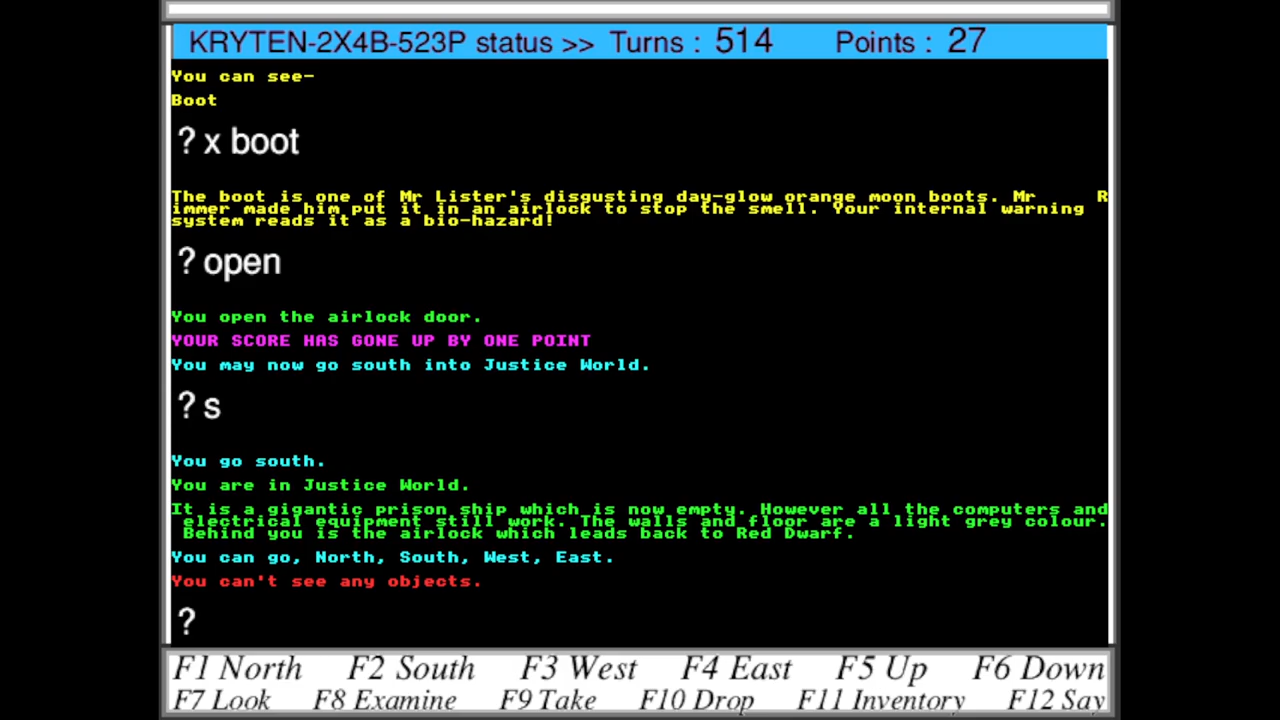 KRYTEN-2X4B-523P status >> Turns : 514 Points : 27
You can see-
Boot
? x boot
The boot is one of Mr Lister's disgusting day-glow orange moon boots. Mr R
immer made him put it in an airlock to stop the smell. Your internal warning
system reads it as a bio-hazard!
? open
You open the airlock door.
YOUR SCORE HAS GONE UP BY ONE POINT
You may now go south into Justice World.
? s
You go south.
You are in Justice World.
It is a gigantic prison ship which is now empty. However all the computers and
electrical equipment still work. The walls and floor are a light grey colour.
Behind you is the airlock which leads back to Red Dwarf.
You can go, North, South, West, East.
You can't see any objects.
?
F1 North F2 South F3 West F4 East F5 Up F6 Down
F7 Look F8 Examine F9 Take F10 Drop F11 Inventory F12 Say